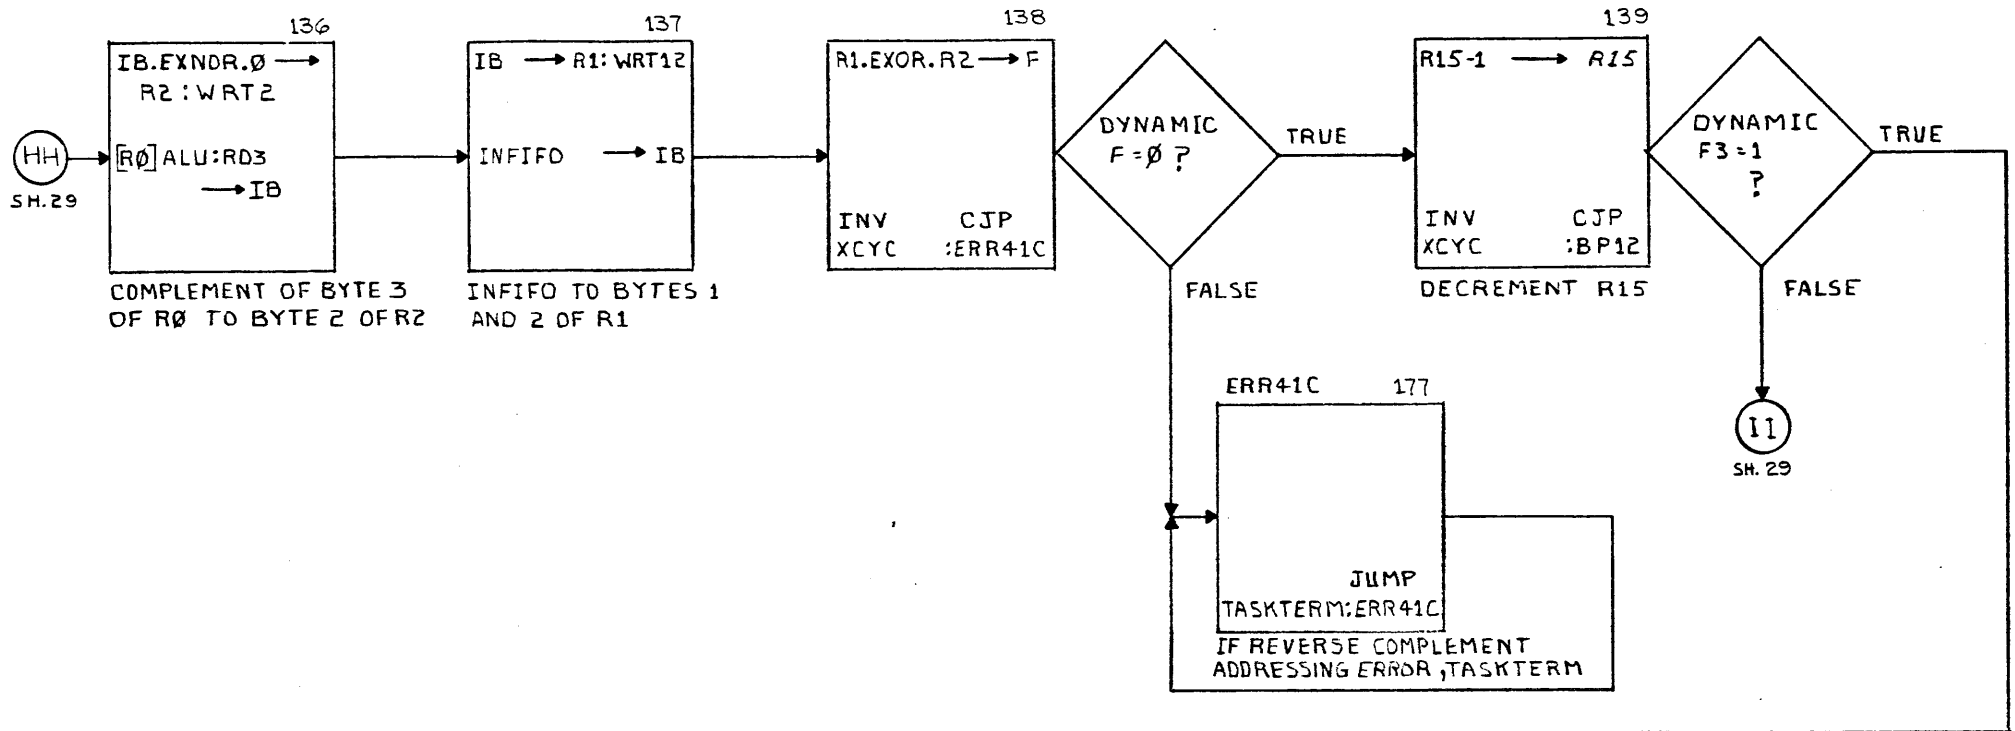 HH
SH.29
136
IB.EXNOR.Ø
R2:WRT2
[RØ]ALU:RD3
IB
COMPLEMENT OF BYTE 3
OF RØ TO BYTE 2 OF R2
137
IB R1:WRT12
INFIFO IB
INFIFO TO BYTES 1
AND 2 OF R1
138
R1.EXOR.R2 F
INV CJP
XCYC :ERR41C
DYNAMIC
F=Ø ?
TRUE
FALSE
139
R15-1 R15
INV CJP
XCYC :BP12
DECREMENT R15
DYNAMIC
F3=1
?
TRUE
FALSE
II
SH. 29
ERR41C 177
JUMP
TASKTERM:ERR41C
IF REVERSE COMPLEMENT
ADDRESSING ERROR,TASKTERM